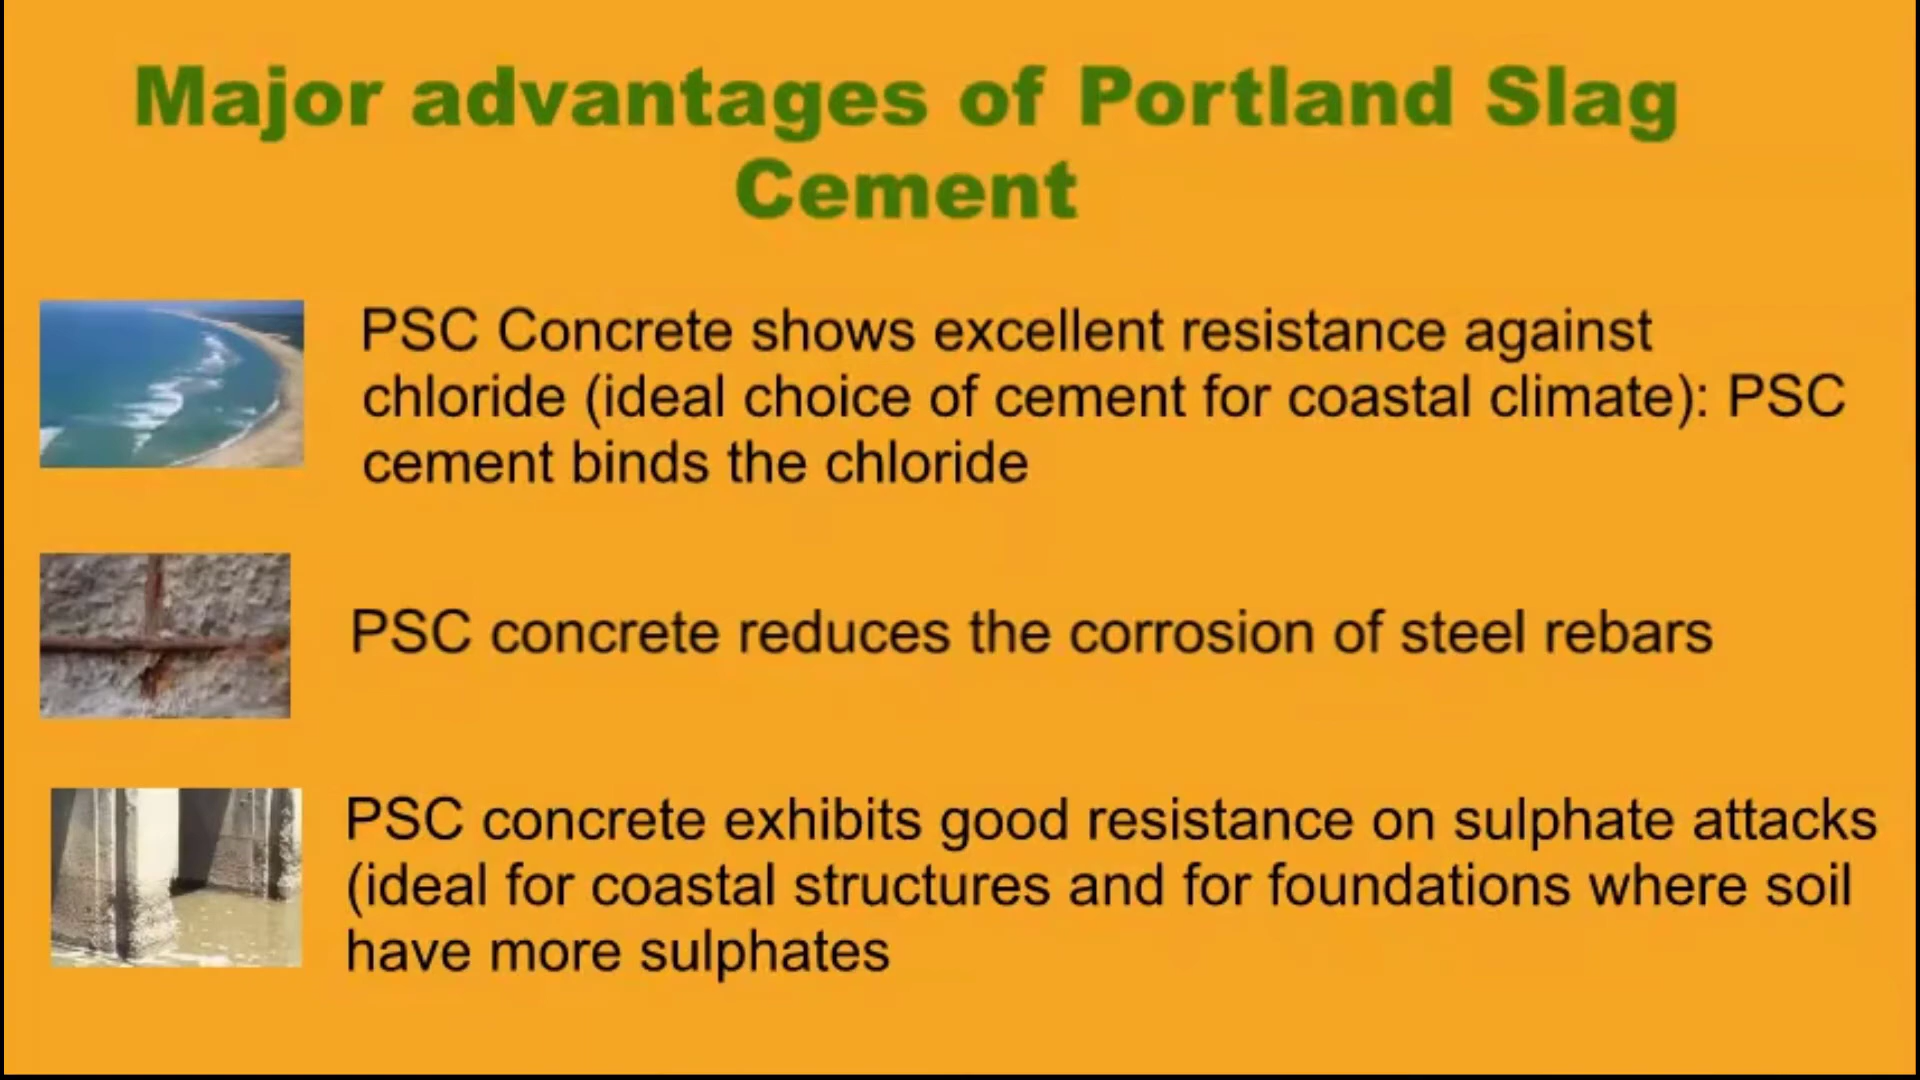 Major advantages of Portland Slag
Cement
PSC Concrete shows excellent resistance against
chloride (ideal choice of cement for coastal climate): PSC
cement binds the chloride
PSC concrete reduces the corrosion of steel rebars
PSC concrete exhibits good resistance on sulphate attacks
(ideal for coastal structures and for foundations where soil
have more sulphates